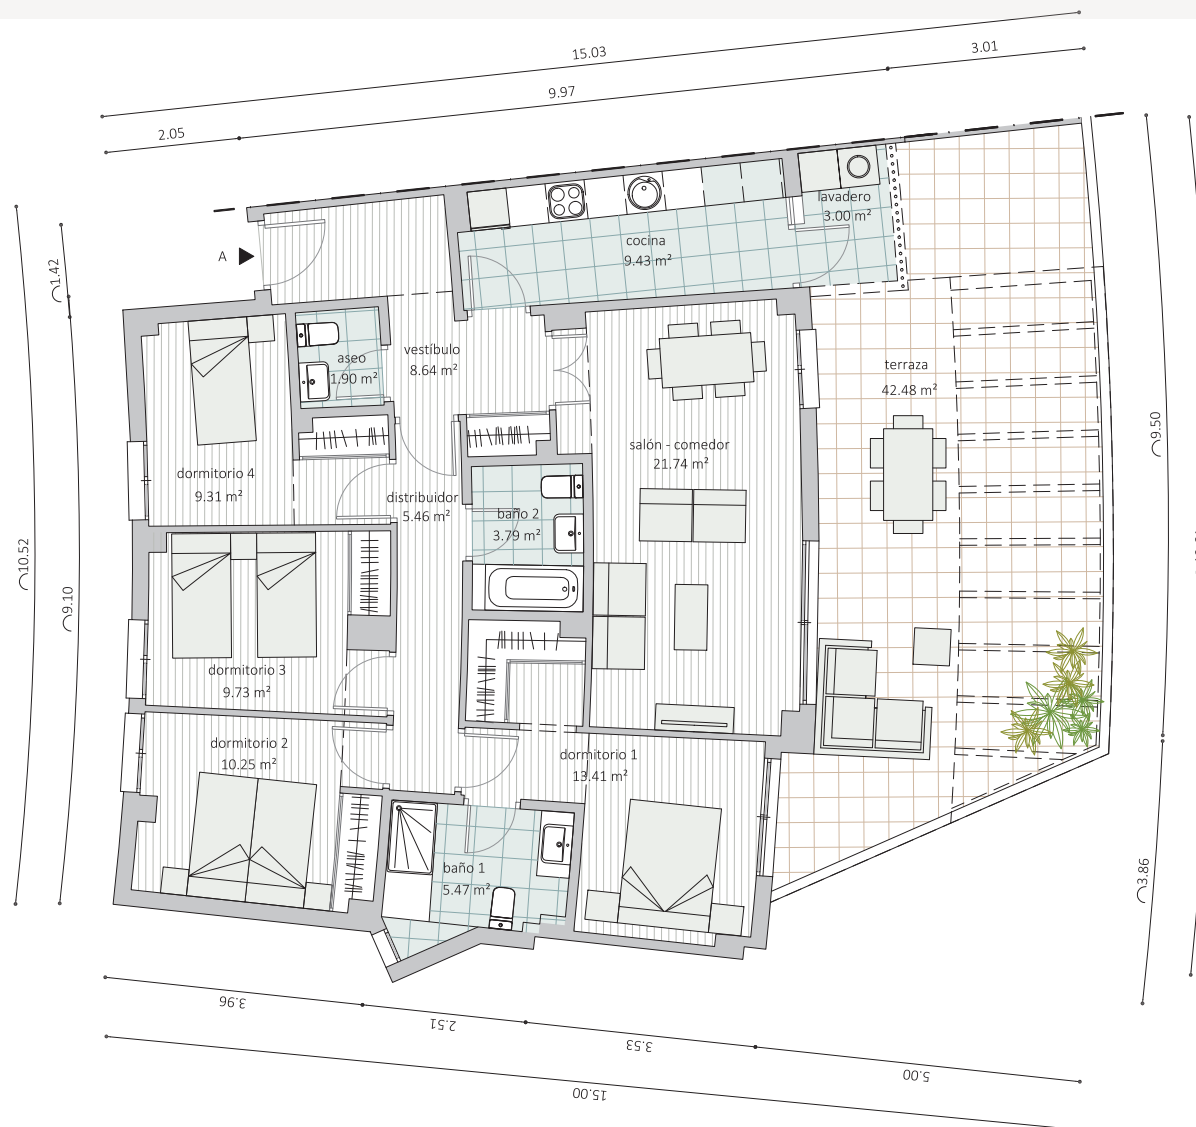 15.03
3.01
9.97
2.05
lavadero
3.00 m²
cocina
9.43 m²
A
1.42
vestíbulo
8.64 m²
aseo
1.90 m²
terraza
42.48 m²
9.50
salón - comedor
21.74 m²
dormitorio 4
9.31 m²
distribuidor
5.46 m²
baño 2
3.79 m²
10.52
9.10
dormitorio 3
9.73 m²
dormitorio 2
10.25 m²
dormitorio 1
13.41 m²
baño 1
5.47 m²
3.86
3.96
2.51
3.53
5.00
15.00